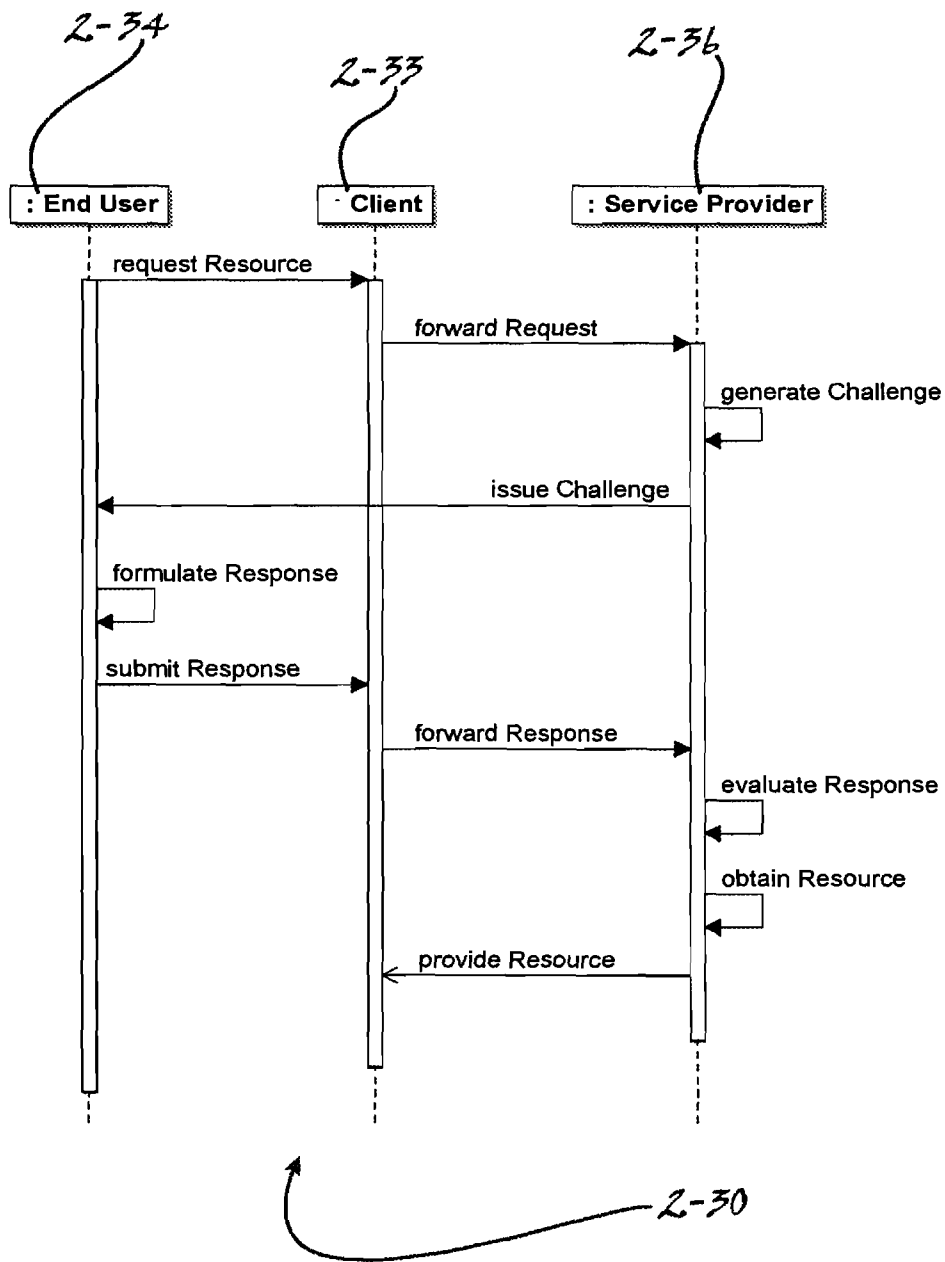 2-34
2-33
2-36
: End User
Client
: Service Provider
request Resource
forward Request
generate Challenge
issue Challenge
formulate Response
submit Response
forward Response
evaluate Response
obtain Resource
provide Resource
2-30